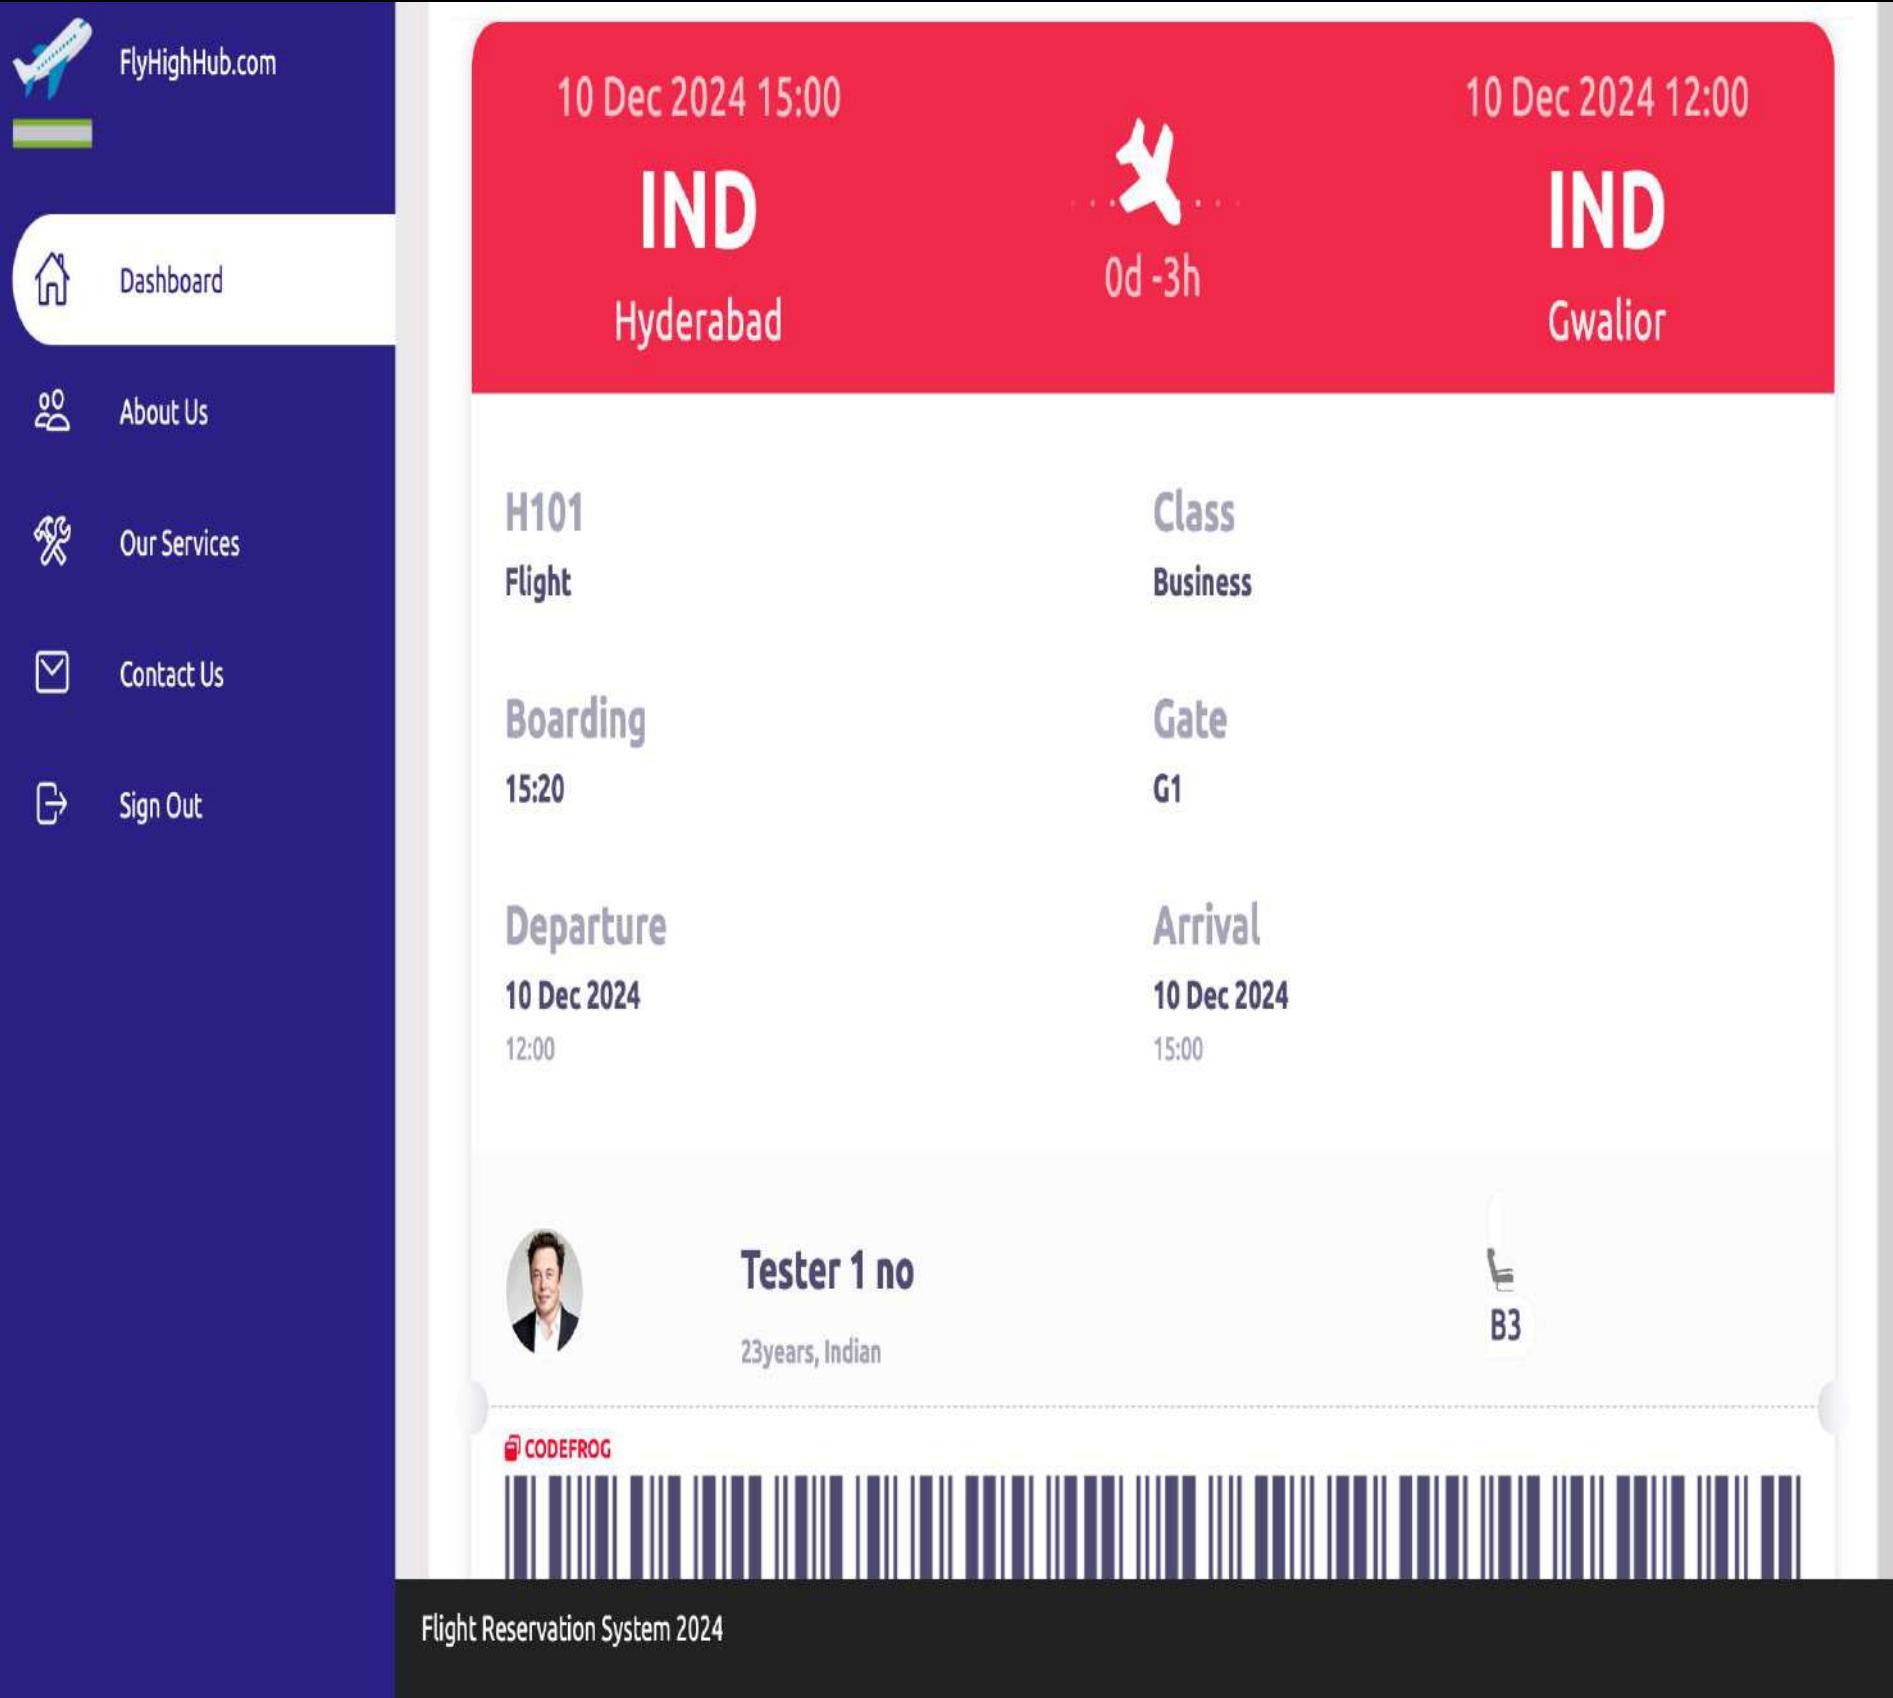 FlyHighHub.com
Dashboard
About Us
Our Services
Contact Us
Sign Out
10 Dec 2024 15:00
IND
Hyderabad
0d -3h
10 Dec 2024 12:00
IND
Gwalior
H101
Flight
Class
Business
Boarding
15:20
Gate
G1
Departure
10 Dec 2024
12:00
Arrival
10 Dec 2024
15:00
Tester 1 no
23years, Indian
B3
CODEFROG
Flight Reservation System 2024